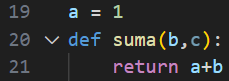 19 a = 1
20 def suma(b,c):
21 return a+b